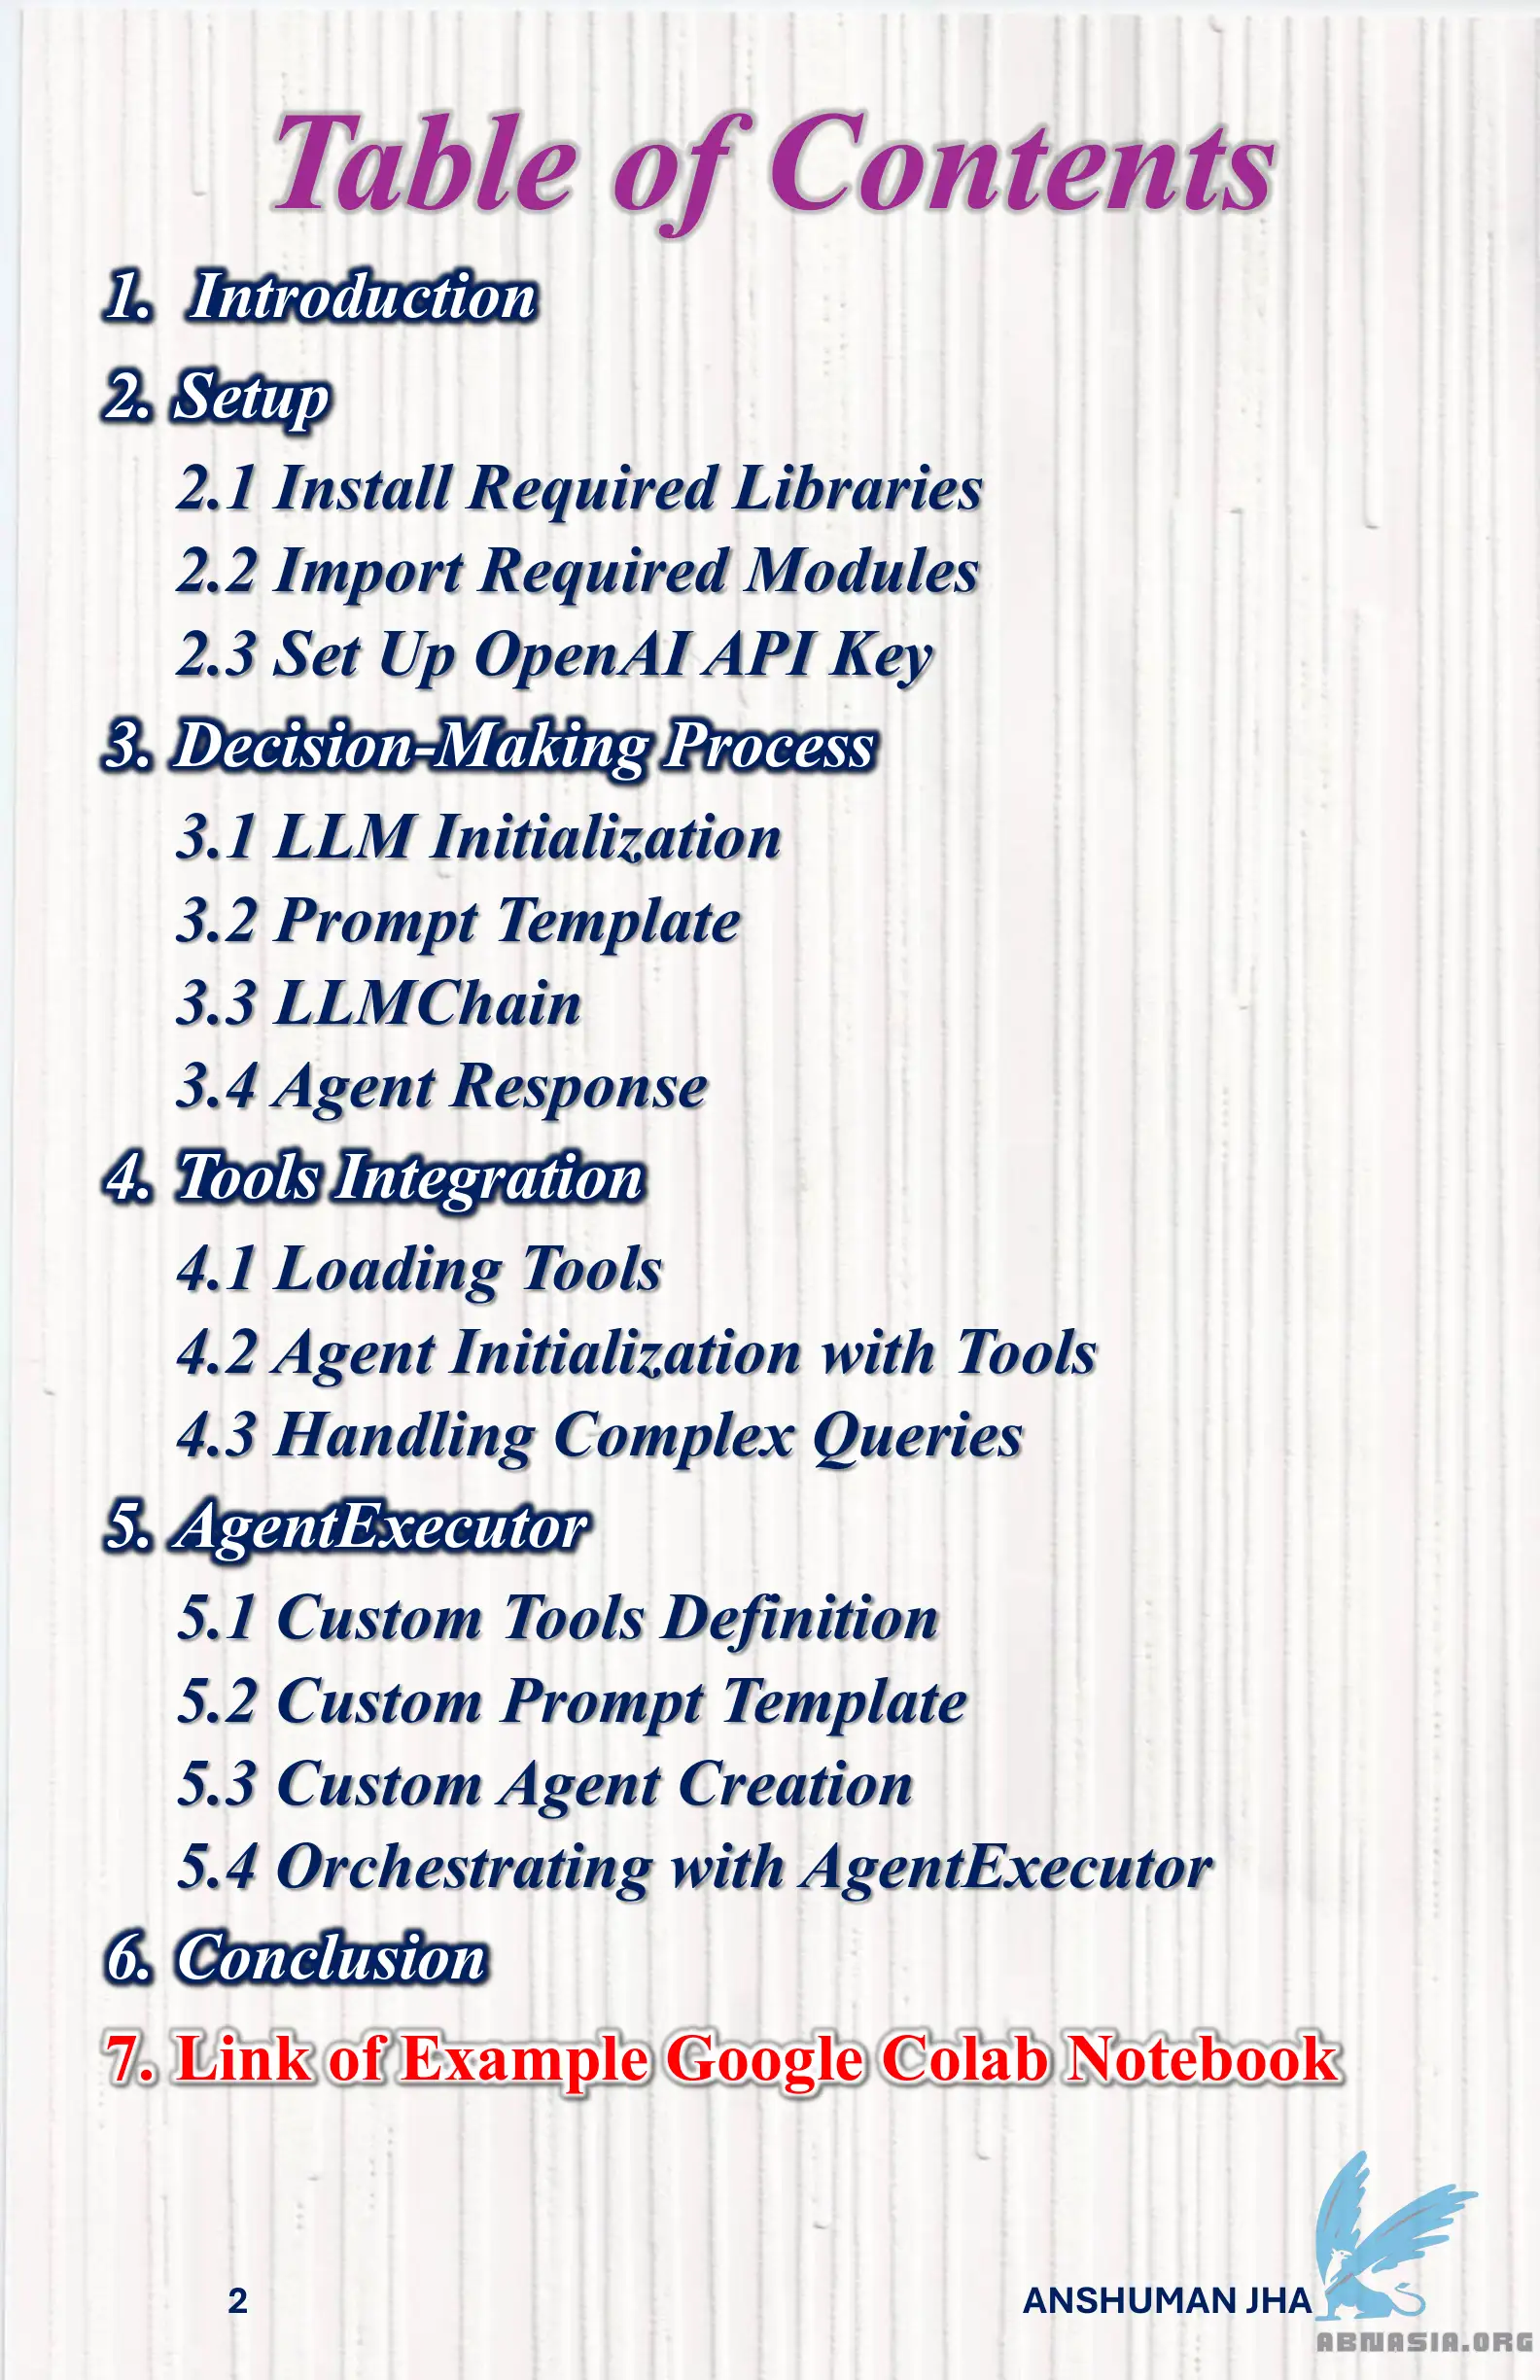 Table of Contents
1. Introduction
2. Setup
2.1 Install Required Libraries
2.2 Import Required Modules
2.3 Set Up OpenAI API Key
3. Decision-Making Process
3.1 LLM Initialization
3.2 Prompt Template
3.3 LLMChain
3.4 Agent Response
4. Tools Integration
4.1 Loading Tools
4.2 Agent Initialization with Tools
4.3 Handling Complex Queries
5. AgentExecutor
5.1 Custom Tools Definition
5.2 Custom Prompt Template
5.3 Custom Agent Creation
5.4 Orchestrating with AgentExecutor
6. Conclusion
7. Link of Example Google Colab Notebook
2
ANSHUMAN JHA
ABNASIA.ORG